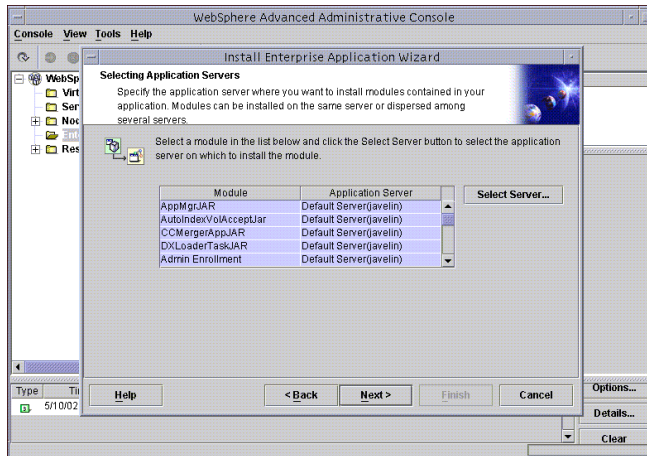 WebSphere Advanced Administrative Console
Console View Tools Help
Install Enterprise Application Wizard
WebSp
Virt
Ser
Noc
Ente
Res
Selecting Application Servers
Specify the application server where you want to install modules contained in your
application. Modules can be installed on the same server or dispersed among
several servers.
Select a module in the list below and click the Select Server button to select the application
server on which to install the module.
Module Application Server
AppMgrJAR Default Server(javelin)
AutoIndexVolAcceptJar Default Server(javelin)
CCMergerAppJAR Default Server(javelin)
DXLoaderTaskJAR Default Server(javelin)
Admin Enrollment Default Server(javelin)
Select Server...
Help < Back Next > Finish Cancel
Type Ti
5/10/02
Options...
Details...
Clear